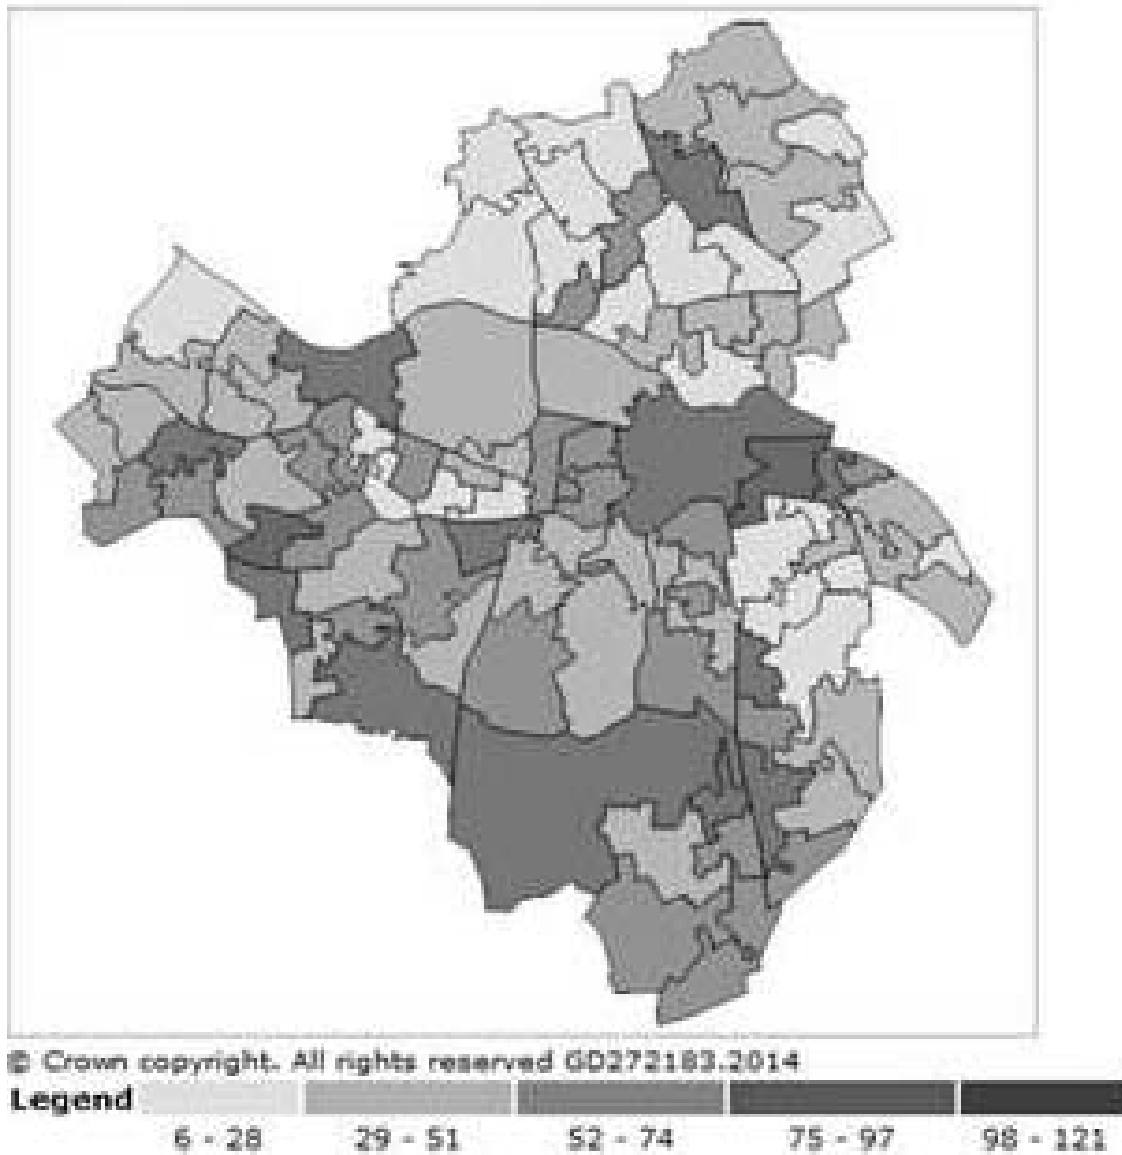 © Crown copyright. All rights reserved GD272183.2014
Legend
6 - 28 29 - 51 52 - 74 75 - 97 98 - 121